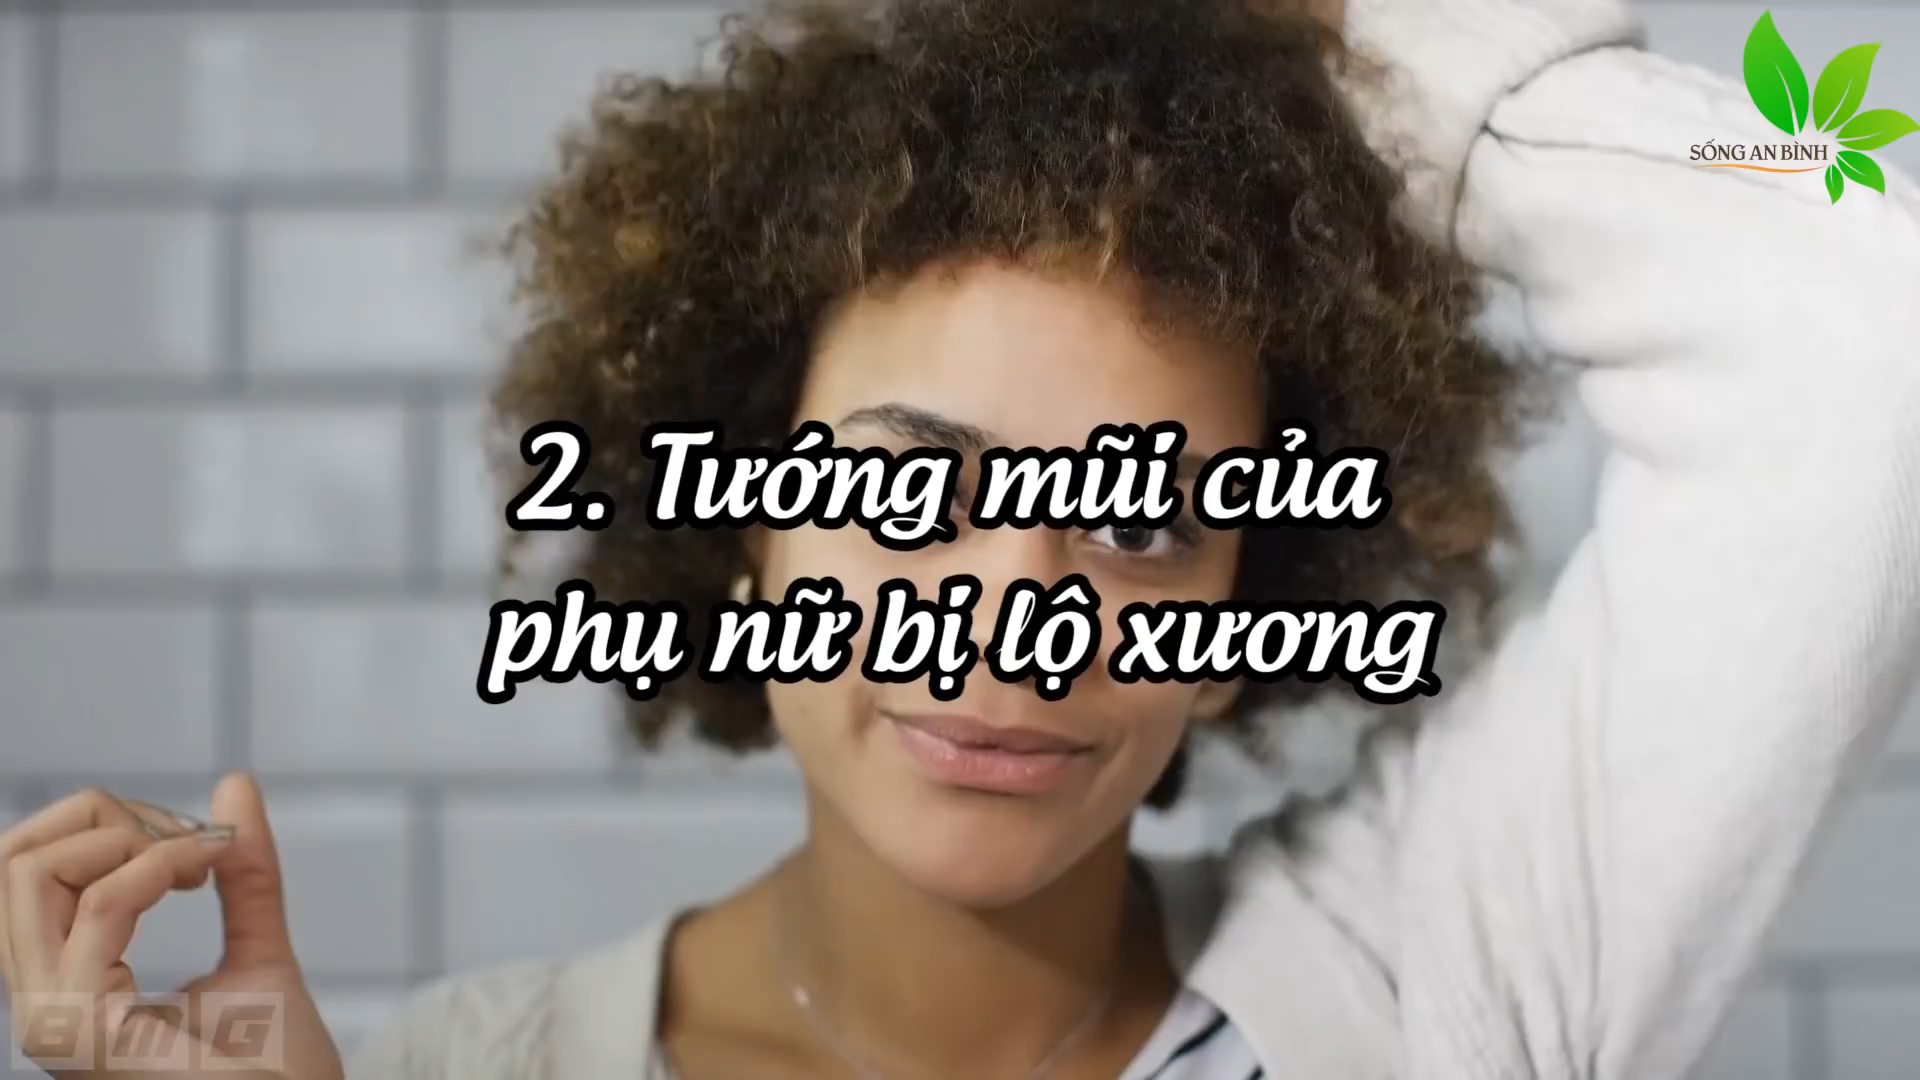 SỐNG AN BÌNH
2. Tướng mũi của
phụ nữ bị lộ xương
BMG